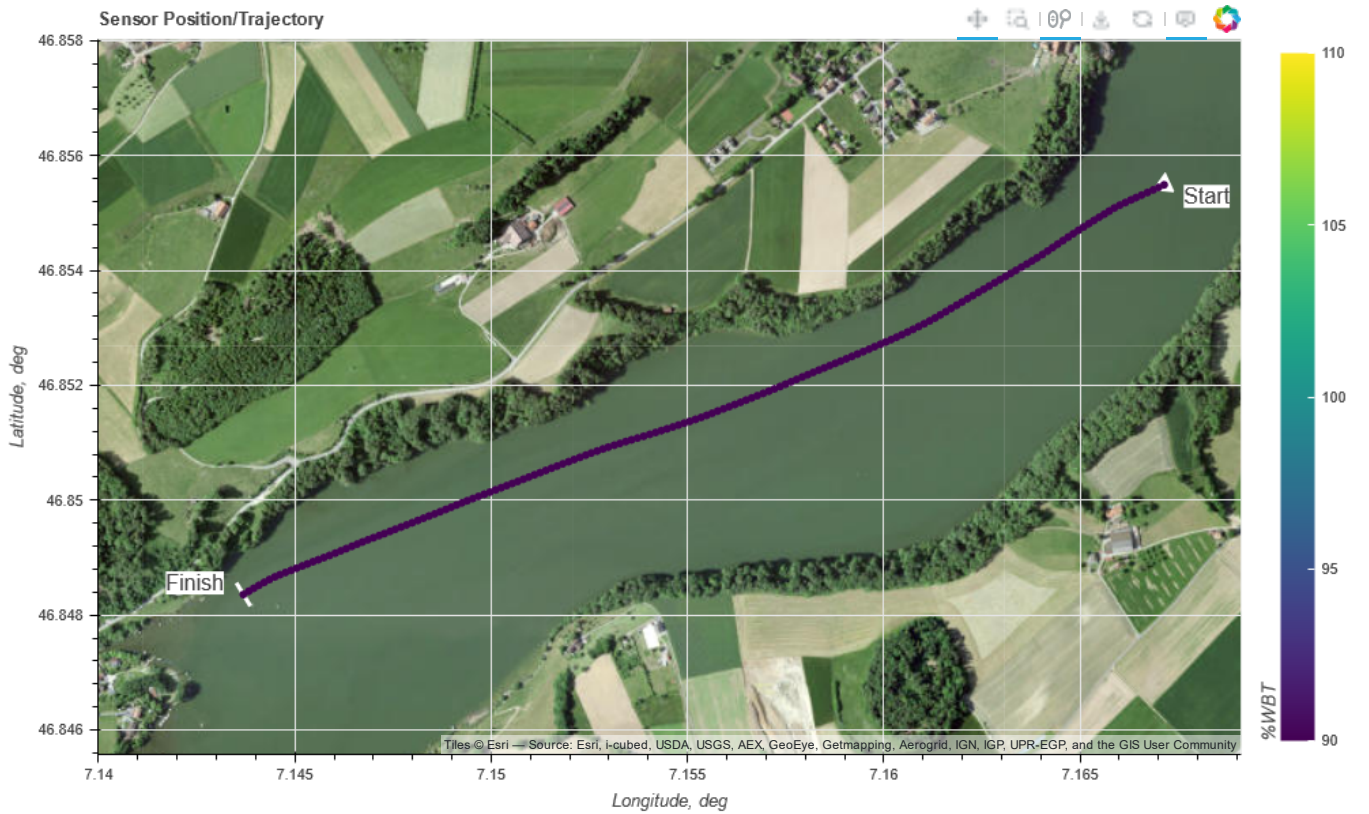 Sensor Position/Trajectory
46.858
46.856
46.854
46.852
46.85
46.848
46.846
Latitude, deg
Start
Finish
Tiles © Esri — Source: Esri, i-cubed, USDA, USGS, AEX, GeoEye, Getmapping, Aerogrid, IGN, IGP, UPR-EGP, and the GIS User Community
7.14
7.145
7.15
7.155
7.16
7.165
Longitude, deg
110
105
100
95
90
%WBT